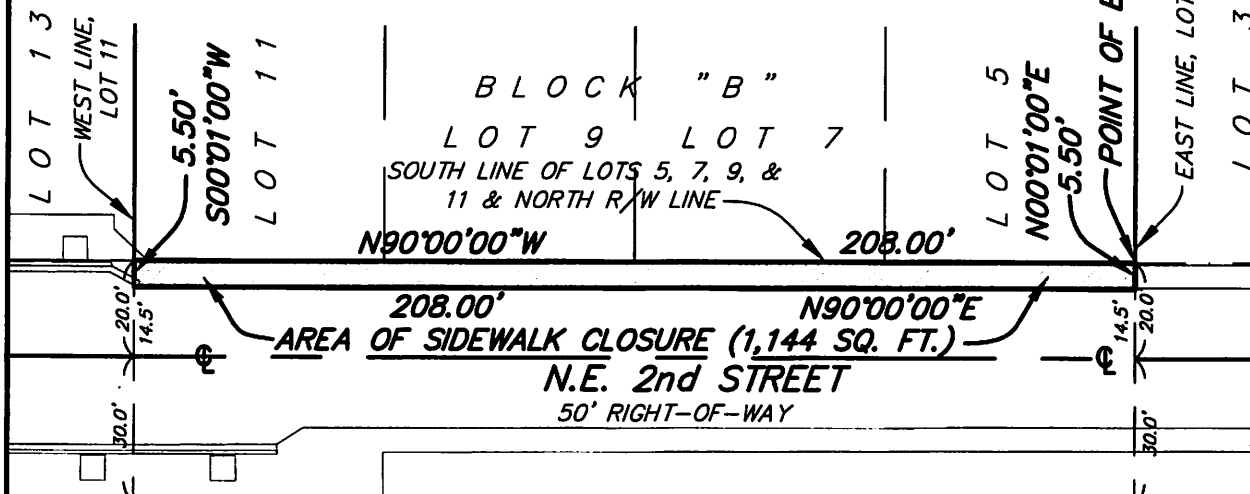 LOT 13
WEST LINE,
LOT 11
5.50'
S00°01'00"W
LOT 11
BLOCK "B"
LOT 9 LOT 7
SOUTH LINE OF LOTS 5, 7, 9, &
11 & NORTH R/W LINE
LOT 5
N00°01'00"E
5.50'
POINT OF
EAST LINE, LOT
LOT 3
N90°00'00"W 208.00'
208.00' N90°00'00"E
20.0'
14.5'
14.5'
20.0'
AREA OF SIDEWALK CLOSURE (1,144 SQ. FT.)
℄ ℄
N.E. 2nd STREET
50' RIGHT-OF-WAY
30.0' 30.0'